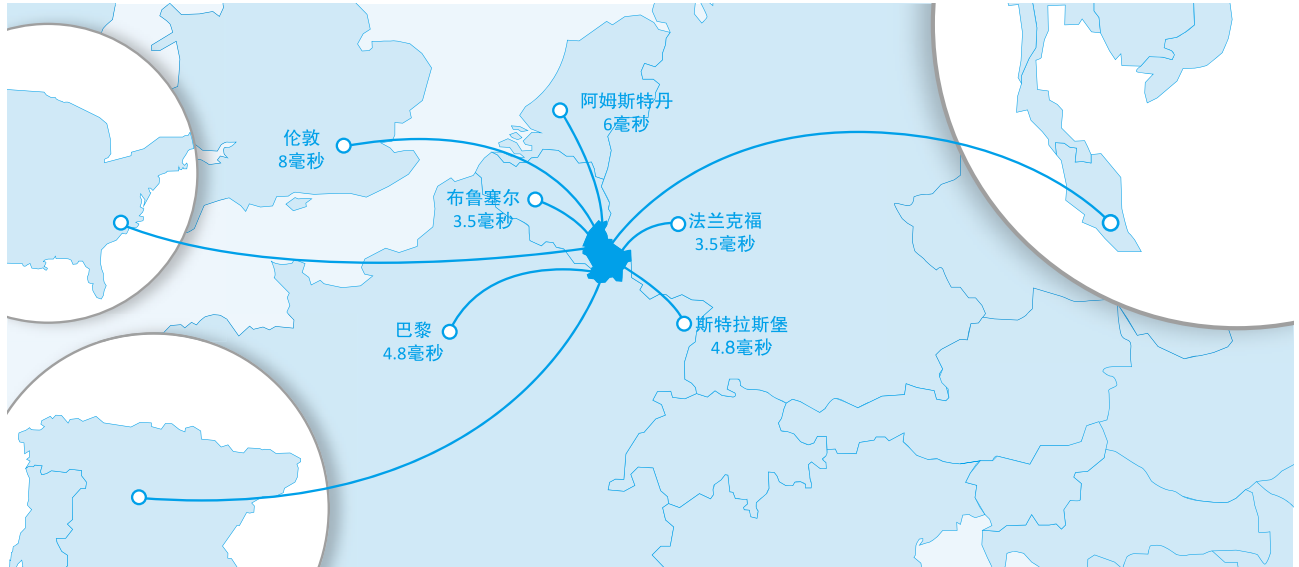 阿姆斯特丹
6毫秒
伦敦
8毫秒
布鲁塞尔
3.5毫秒
法兰克福
3.5毫秒
巴黎
4.8毫秒
斯特拉斯堡
4.8毫秒